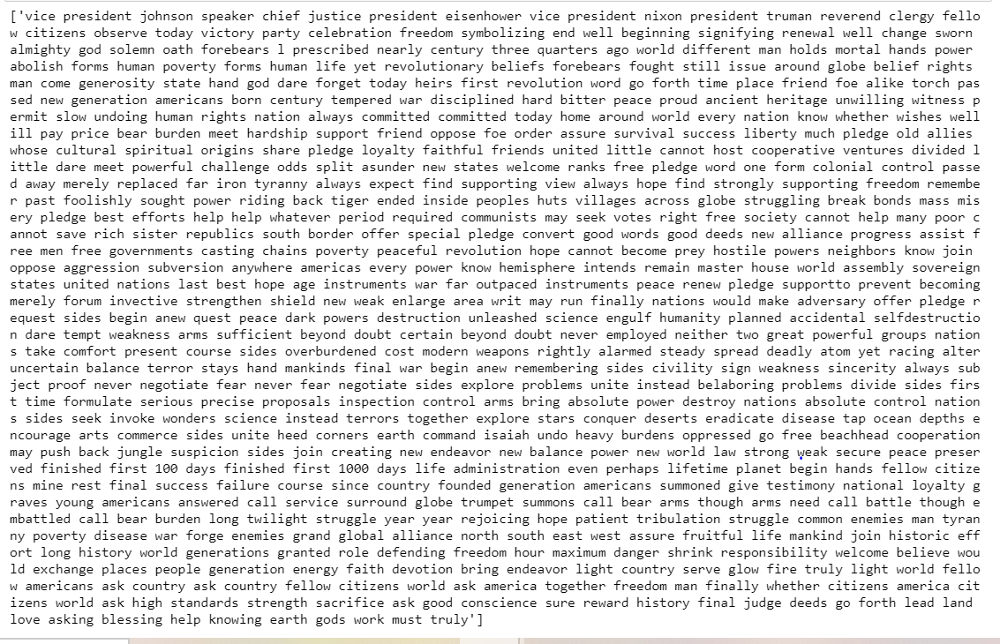 ['vice president johnson speaker chief justice president eisenhower vice president nixon president truman reverend clergy fello
w citizens observe today victory party celebration freedom symbolizing end well beginning signifying renewal well change sworn
almighty god solemn oath forebears l prescribed nearly century three quarters ago world different man holds mortal hands power
abolish forms human poverty forms human life yet revolutionary beliefs forebears fought still issue around globe belief rights
man come generosity state hand god dare forget today heirs first revolution word go forth time place friend foe alike torch pas
sed new generation americans born century tempered war disciplined hard bitter peace proud ancient heritage unwilling witness p
ermit slow undoing human rights nation always committed committed today home around world every nation know whether wishes well
ill pay price bear burden meet hardship support friend oppose foe order assure survival success liberty much pledge old allies
whose cultural spiritual origins share pledge loyalty faithful friends united little cannot host cooperative ventures divided l
ittle dare meet powerful challenge odds split asunder new states welcome ranks free pledge word one form colonial control passe
d away merely replaced far iron tyranny always expect find supporting view always hope find strongly supporting freedom remembe
r past foolishly sought power riding back tiger ended inside peoples huts villages across globe struggling break bonds mass mis
ery pledge best efforts help help whatever period required communists may seek votes right free society cannot help many poor c
annot save rich sister republics south border offer special pledge convert good words good deeds new alliance progress assist f
ree men free governments casting chains poverty peaceful revolution hope cannot become prey hostile powers neighbors know join
oppose aggression subversion anywhere americas every power know hemisphere intends remain master house world assembly sovereign
states united nations last best hope age instruments war far outpaced instruments peace renew pledge supportto prevent becoming
merely forum invective strengthen shield new weak enlarge area writ may run finally nations would make adversary offer pledge r
equest sides begin anew quest peace dark powers destruction unleashed science engulf humanity planned accidental selfdestructio
n dare tempt weakness arms sufficient beyond doubt certain beyond doubt never employed neither two great powerful groups nation
s take comfort present course sides overburdened cost modern weapons rightly alarmed steady spread deadly atom yet racing alter
uncertain balance terror stays hand mankinds final war begin anew remembering sides civility sign weakness sincerity always sub
ject proof never negotiate fear never fear negotiate sides explore problems unite instead belaboring problems divide sides firs
t time formulate serious precise proposals inspection control arms bring absolute power destroy nations absolute control nation
s sides seek invoke wonders science instead terrors together explore stars conquer deserts eradicate disease tap ocean depths e
ncourage arts commerce sides unite heed corners earth command isaiah undo heavy burdens oppressed go free beachhead cooperation
may push back jungle suspicion sides join creating new endeavor new balance power new world law strong weak secure peace preser
ved finished first 100 days finished first 1000 days life administration even perhaps lifetime planet begin hands fellow citize
ns mine rest final success failure course since country founded generation americans summoned give testimony national loyalty g
raves young americans answered call service surround globe trumpet summons call bear arms though arms need call battle though e
mbattled call bear burden long twilight struggle year year rejoicing hope patient tribulation struggle common enemies man tyran
ny poverty disease war forge enemies grand global alliance north south east west assure fruitful life mankind join historic eff
ort long history world generations granted role defending freedom hour maximum danger shrink responsibility welcome believe wou
ld exchange places people generation energy faith devotion bring endeavor light country serve glow fire truly light world fello
w americans ask country ask country fellow citizens world ask america together freedom man finally whether citizens america cit
izens world ask high standards strength sacrifice ask good conscience sure reward history final judge deeds go forth lead land
love asking blessing help knowing earth gods work must truly']